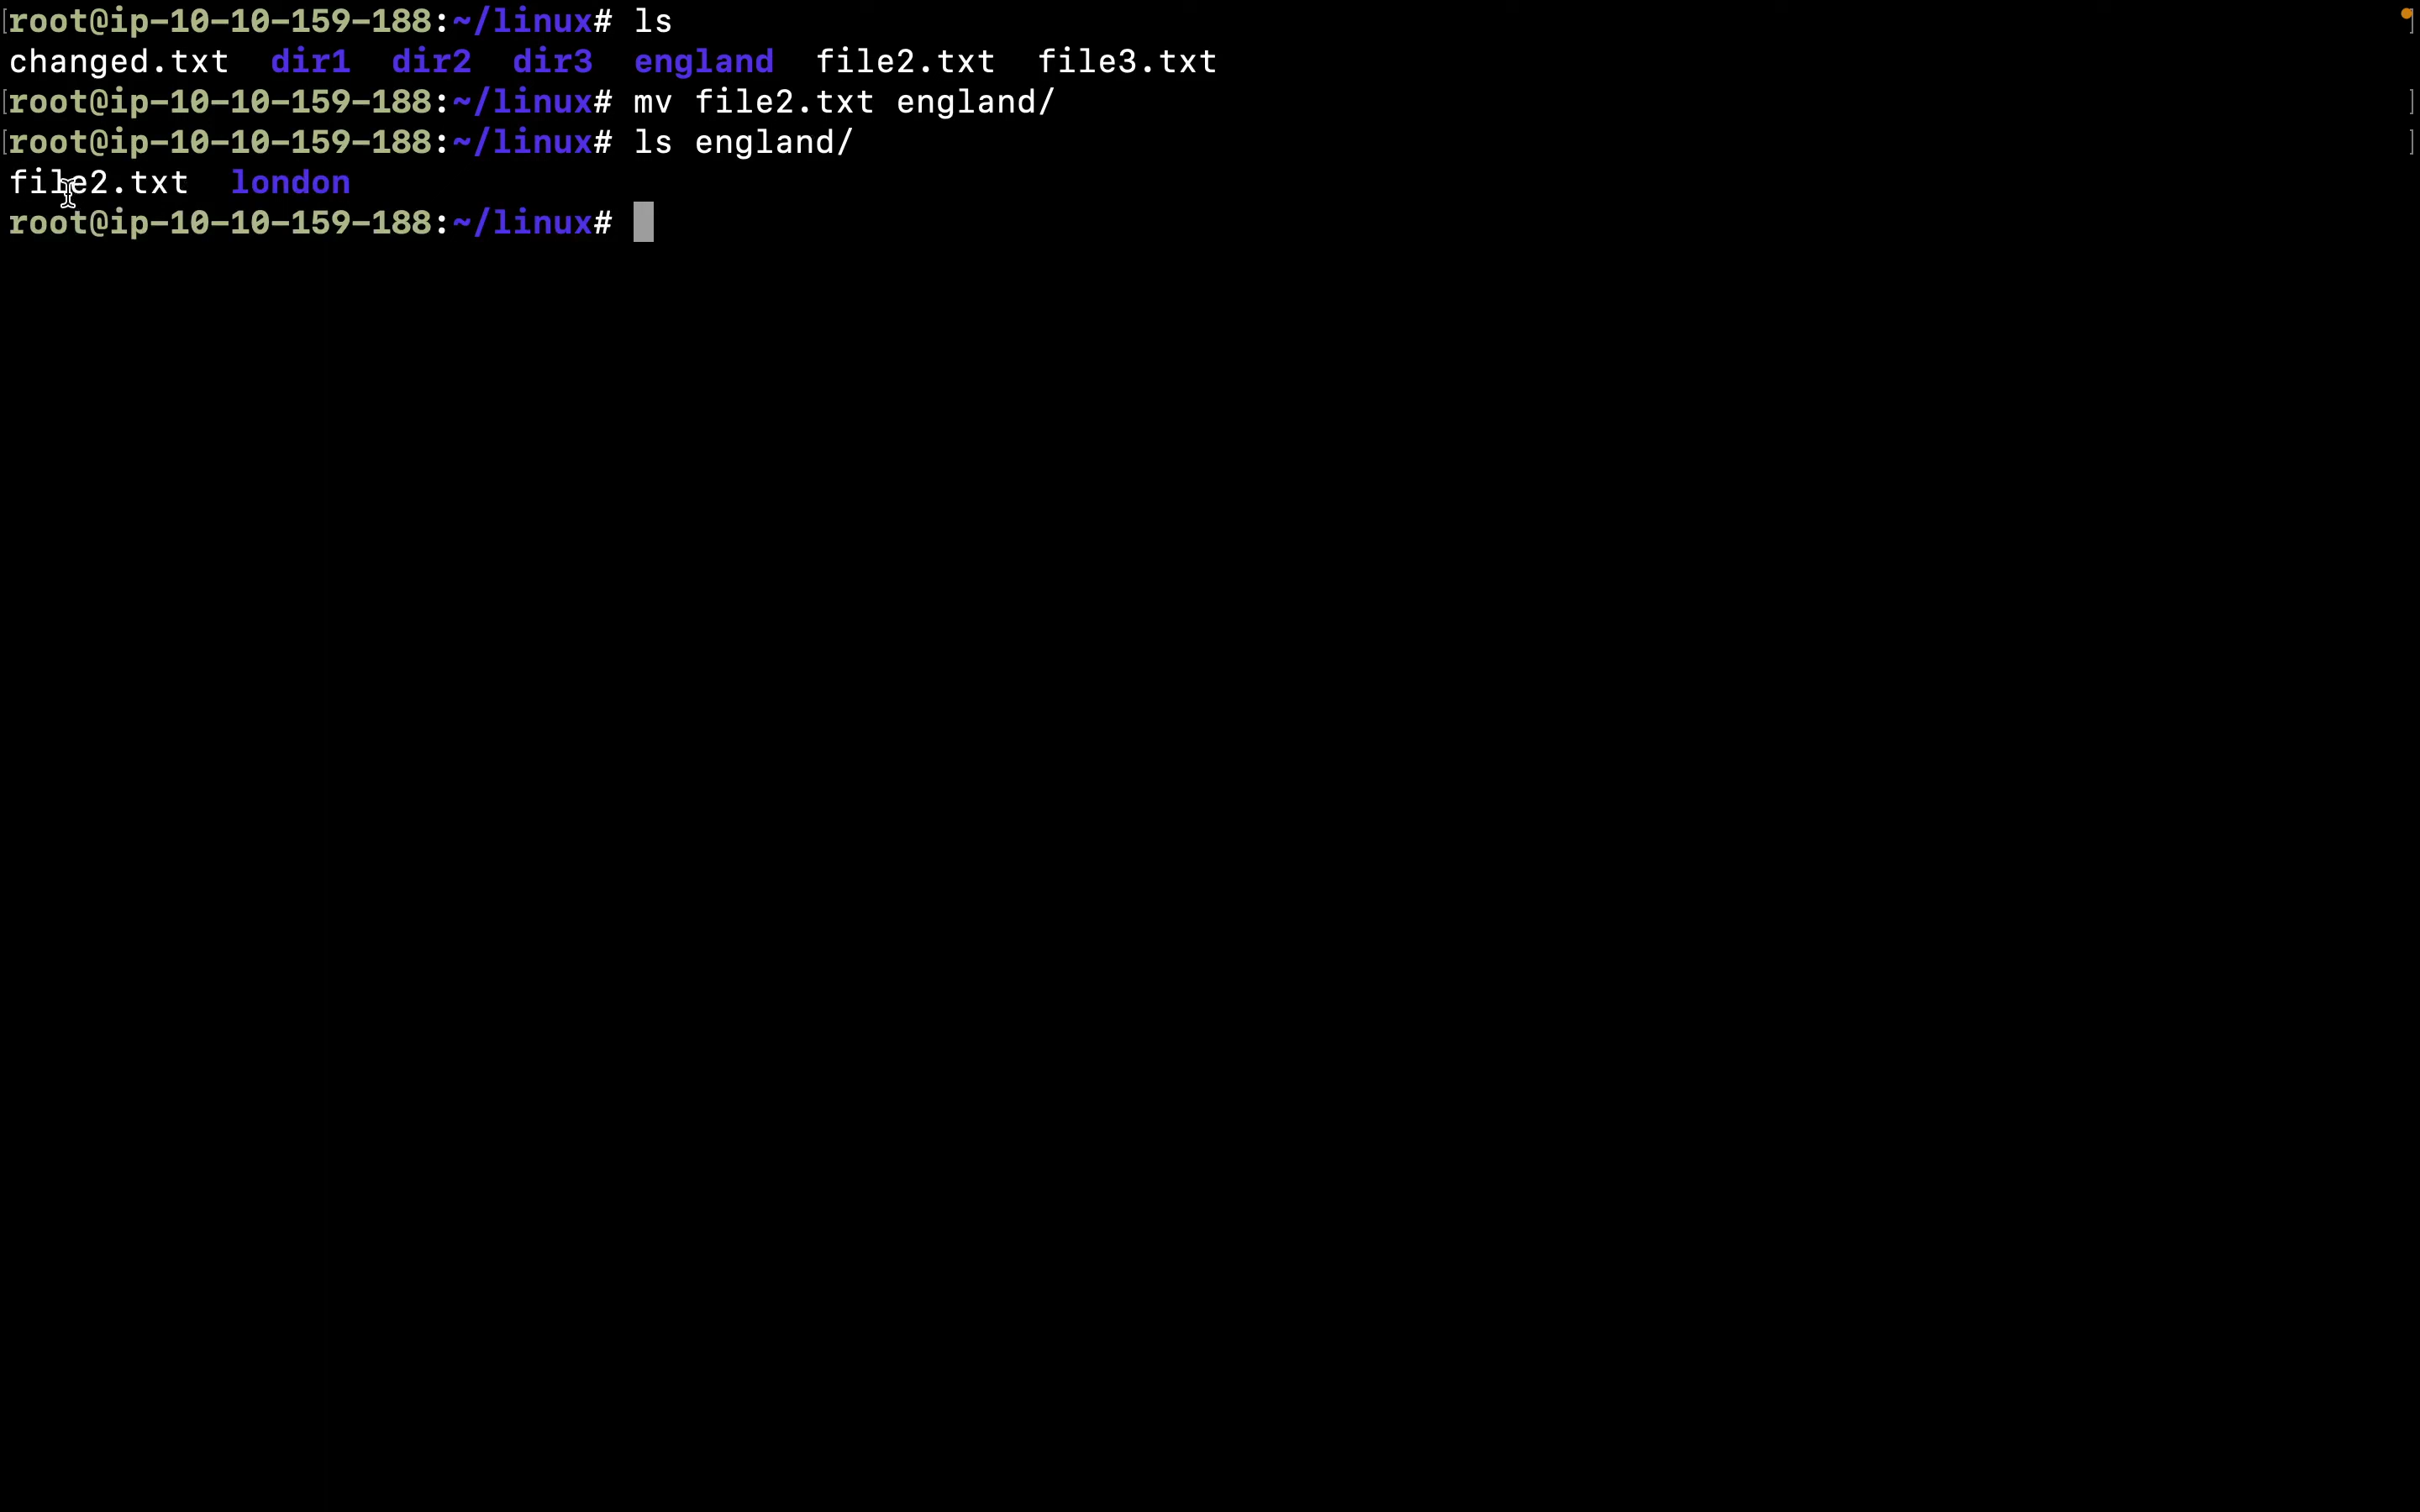 [root@ip-10-10-159-188:~/linux# ls ]
changed.txt  dir1  dir2  dir3  england  file2.txt  file3.txt
[root@ip-10-10-159-188:~/linux# mv file2.txt england/ ]
[root@ip-10-10-159-188:~/linux# ls england/ ]
file2.txt  london
root@ip-10-10-159-188:~/linux#